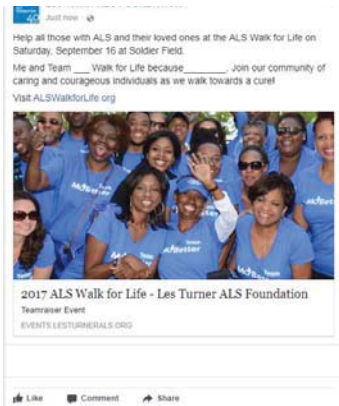 40
Just now
Help all those with ALS and their loved ones at the ALS Walk for Life on
Saturday, September 16 at Soldier Field.
Me and Team ___ Walk for Life because________. Join our community of
caring and courageous individuals as we walk towards a cure!
Visit ALSWalkforLife.org
Team
McBetter
2017 ALS Walk for Life - Les Turner ALS Foundation
Teamraiser Event
EVENTS.LESTURNERALS.ORG
Like Comment Share